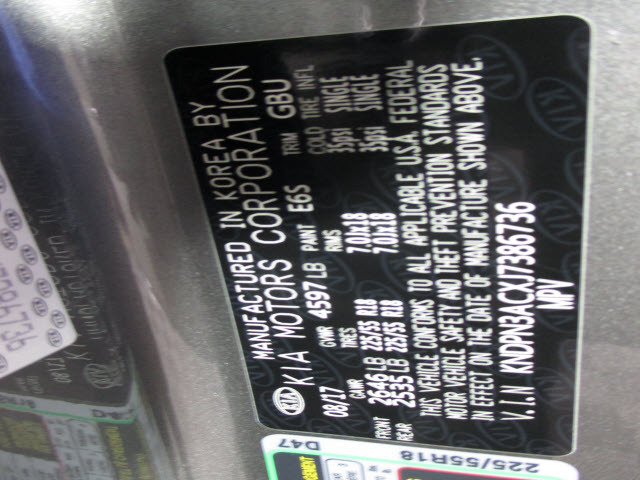 MANUFACTURED IN KOREA BY
KIA KIA MOTORS CORPORATION
08/17 GVWR 4597 LB PAINT E6S TRIM GBU
GAWR TIRES RIMS COLD TIRE INFL
FRONT 2646 LB 225/55 R18 7.0Jx18 35psi SINGLE
REAR 2535 LB 225/55 R18 7.0Jx18 35psi SINGLE
THIS VEHICLE CONFORMS TO ALL APPLICABLE U.S.A. FEDERAL
MOTOR VEHICLE SAFETY AND THEFT PREVENTION STANDARDS
IN EFFECT ON THE DATE OF MANUFACTURE SHOWN ABOVE.
V.I.N KNDPN3ACXJ7386736
MPV
225/55R18
D47